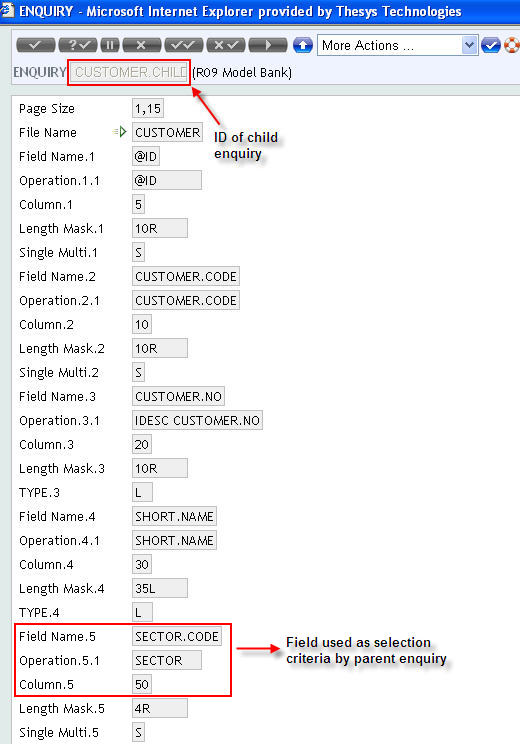 ENQUIRY - Microsoft Internet Explorer provided by Thesys Technologies
More Actions ...
ENQUIRY CUSTOMER.CHILD (R09 Model Bank)
Page Size 1,15
File Name CUSTOMER
ID of child
enquiry
Field Name.1 @ID
Operation.1.1 @ID
Column.1 5
Length Mask.1 10R
Single Multi.1 S
Field Name.2 CUSTOMER.CODE
Operation.2.1 CUSTOMER.CODE
Column.2 10
Length Mask.2 10R
Single Multi.2 S
Field Name.3 CUSTOMER.NO
Operation.3.1 IDESC CUSTOMER.NO
Column.3 20
Length Mask.3 10R
TYPE.3 L
Field Name.4 SHORT.NAME
Operation.4.1 SHORT.NAME
Column.4 30
Length Mask.4 35L
TYPE.4 L
Field Name.5 SECTOR.CODE
Operation.5.1 SECTOR
Column.5 50
Field used as selection
criteria by parent enquiry
Length Mask.5 4R
Single Multi.5 S